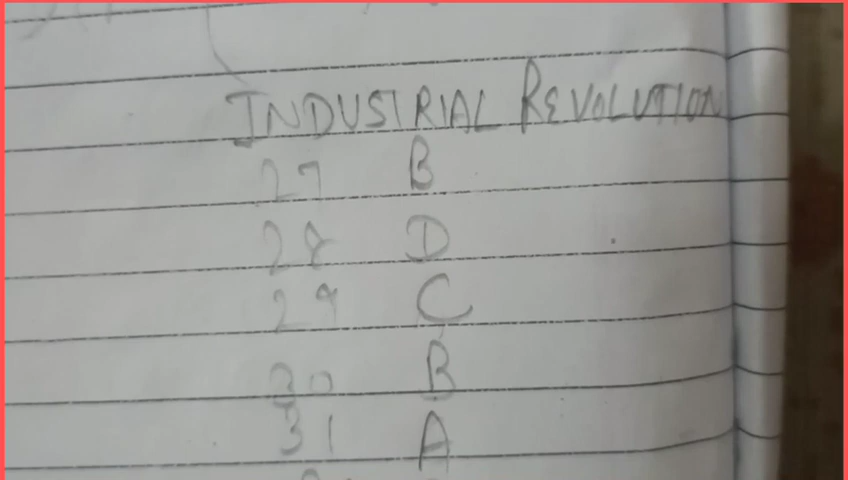 INDUSTRIAL REVOLUTION
27 B
28 D
29 C
30 B
31 A